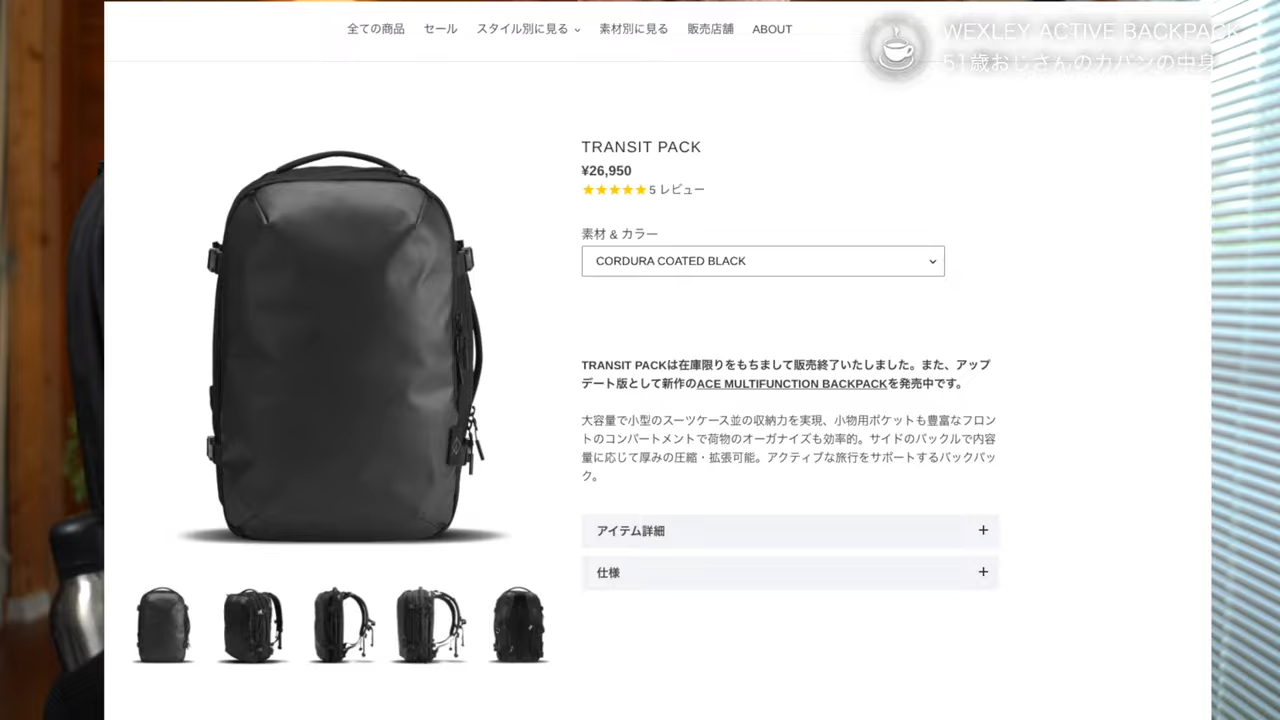 全ての商品 セール スタイル別に見る 素材別に見る 販売店舗 ABOUT
WEXLEY ACTIVE BACKPACK
51歳おじさんのカバンの中身
TRANSIT PACK
¥26,950
★★★★★5 レビュー
素材 & カラー
CORDURA COATED BLACK
TRANSIT PACKは在庫限りをもちまして販売終了いたしました。また、アップ
デート版として新作のACE MULTIFUNCTION BACKPACKを発売中です。
大容量で小型のスーツケース並の収納力を実現、小物用ポケットも豊富なフロン
トのコンパートメントで荷物のオーガナイズも効率的。サイドのバックルで内容
量に応じて厚みの圧縮・拡張可能。アクティブな旅行をサポートするバックパッ
ク。
アイテム詳細 +
仕様 +